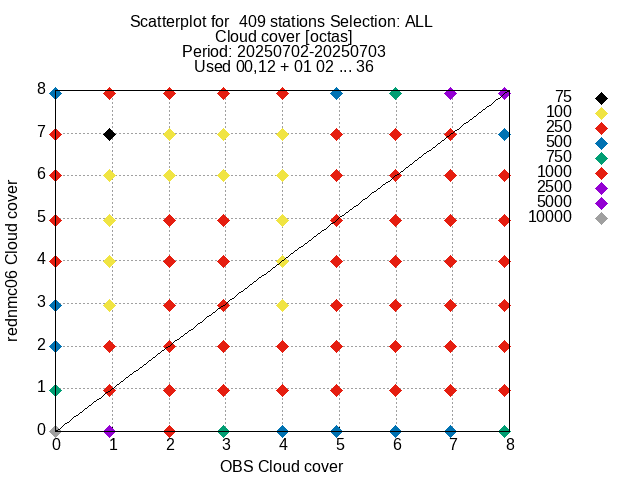 Scatterplot for  409 stations Selection: ALL
Cloud cover [octas]
Period: 20250702-20250703
Used 00,12 + 01 02 ... 36
75
100
250
500
750
1000
2500
5000
10000
8
7
6
5
4
3
2
1
0
rednmc06 Cloud cover
0 1 2 3 4 5 6 7 8
OBS Cloud cover